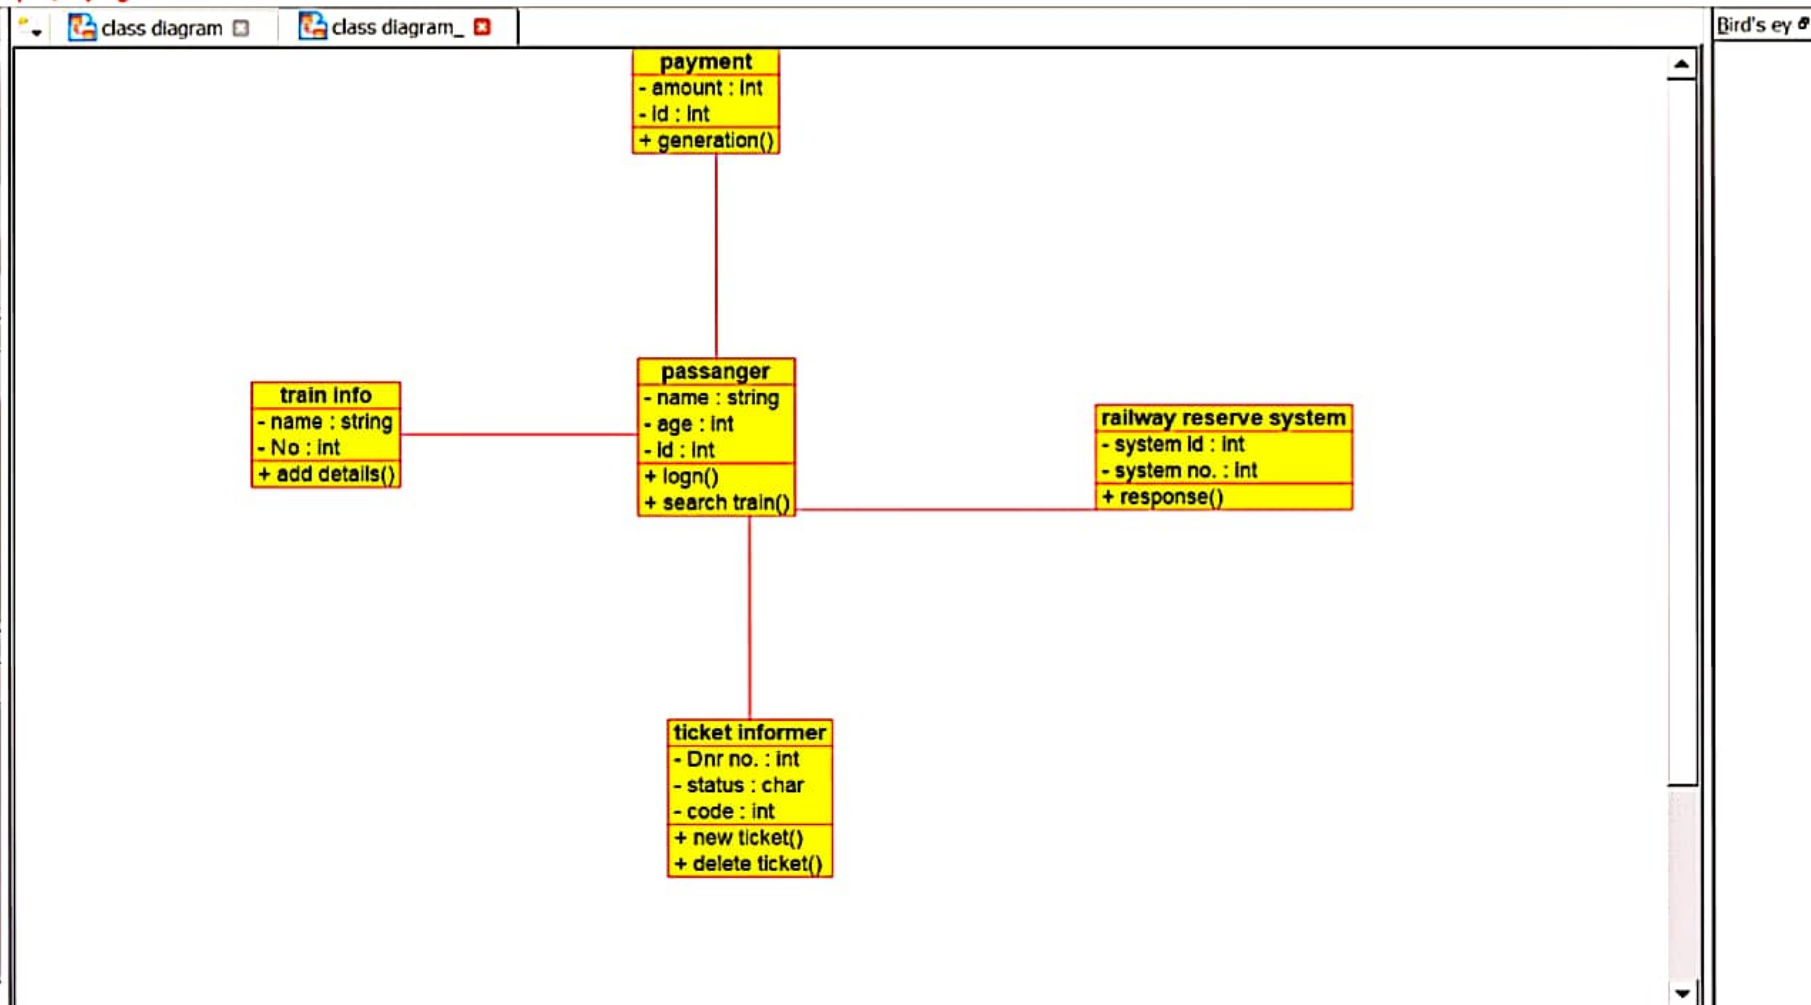 class diagram
class diagram_
Bird's ey
payment
- amount : int
- id : int
+ generation()
passanger
- name : string
- age : int
- id : int
+ logn()
+ search train()
train info
- name : string
- No : int
+ add details()
railway reserve system
- system id : int
- system no. : int
+ response()
ticket informer
- Dnr no. : int
- status : char
- code : int
+ new ticket()
+ delete ticket()